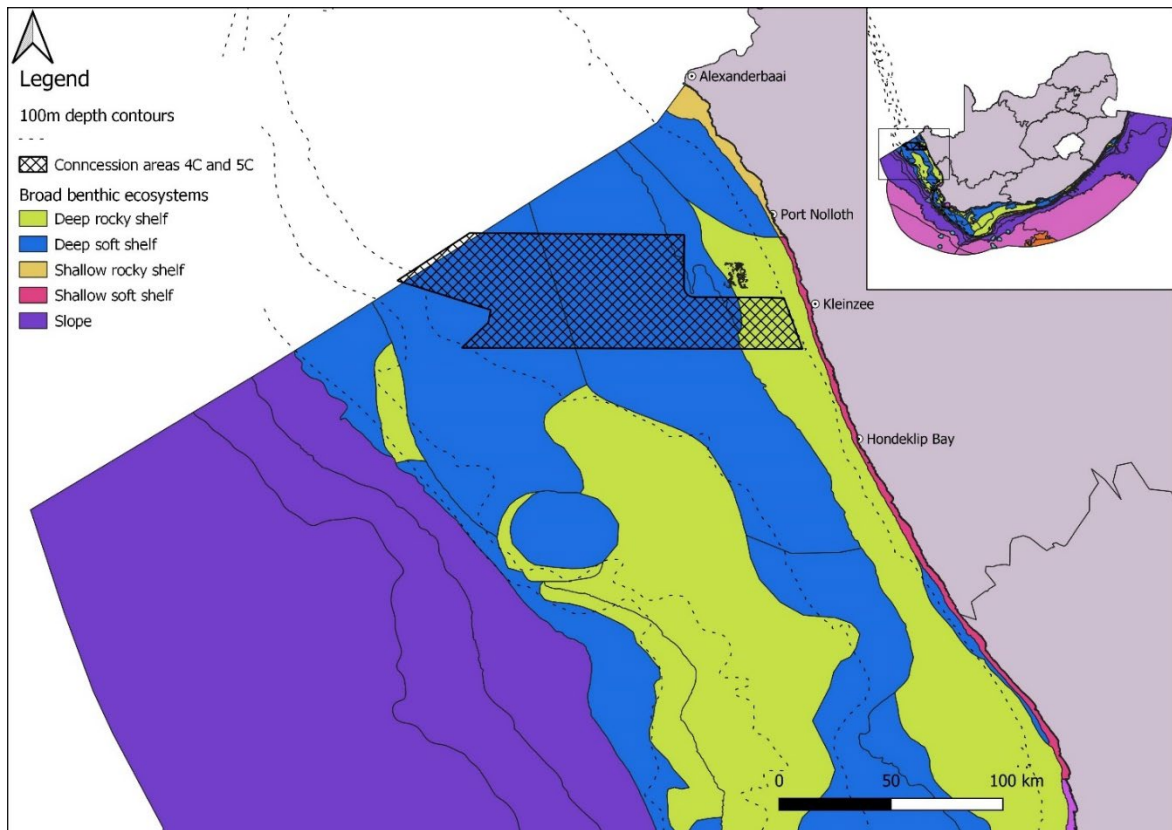 Legend
100m depth contours
Conncession areas 4C and 5C
Broad benthic ecosystems
Deep rocky shelf
Deep soft shelf
Shallow rocky shelf
Shallow soft shelf
Slope
Alexanderbaai
Port Nolloth
Kleinzee
Hondeklip Bay
0 50 100 km